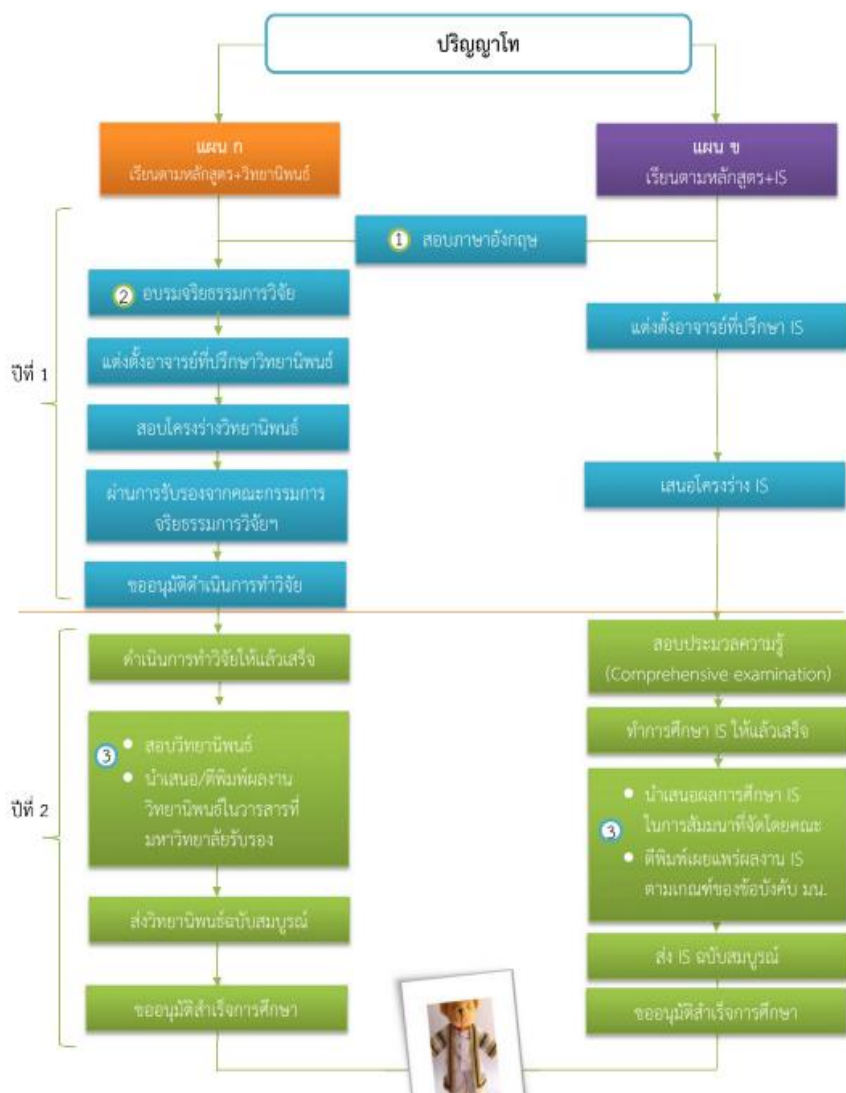 ปริญญาโท
แผน ก
เรียนตามหลักสูตร+วิทยานิพนธ์
แผน ข
เรียนตามหลักสูตร+IS
1 สอบภาษาอังกฤษ
ปีที่ 1
2 อบรมจริยธรรมการวิจัย
แต่งตั้งอาจารย์ที่ปรึกษาวิทยานิพนธ์
สอบโครงร่างวิทยานิพนธ์
ผ่านการรับรองจากคณะกรรมการ
จริยธรรมการวิจัยฯ
ขออนุมัติดำเนินการทำวิจัย
แต่งตั้งอาจารย์ที่ปรึกษา IS
เสนอโครงร่าง IS
ปีที่ 2
ดำเนินการทำวิจัยให้แล้วเสร็จ
3
• สอบวิทยานิพนธ์
• นำเสนอ/ตีพิมพ์ผลงาน
วิทยานิพนธ์ในวารสารที่
มหาวิทยาลัยรับรอง
ส่งวิทยานิพนธ์ฉบับสมบูรณ์
ขออนุมัติสำเร็จการศึกษา
สอบประมวลความรู้
(Comprehensive examination)
ทำการศึกษา IS ให้แล้วเสร็จ
3
• นำเสนอผลการศึกษา IS
ในการสัมมนาที่จัดโดยคณะ
• ตีพิมพ์เผยแพร่ผลงาน IS
ตามเกณฑ์ของข้อบังคับ มน.
ส่ง IS ฉบับสมบูรณ์
ขออนุมัติสำเร็จการศึกษา